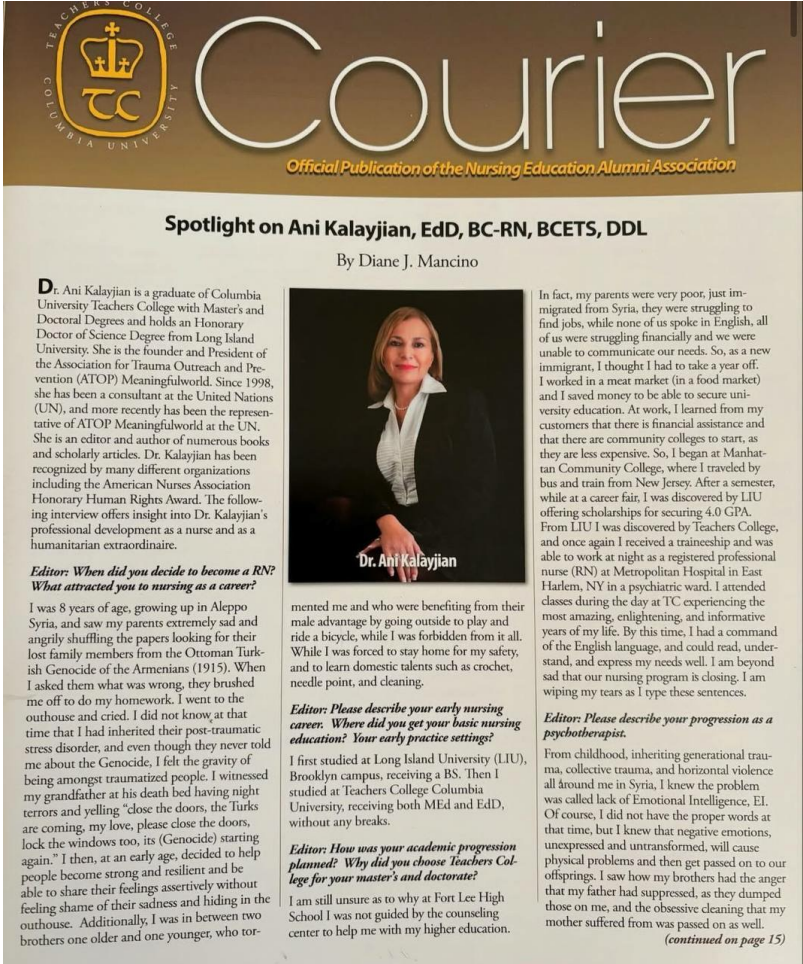 TEACHERS COLLEGE
TC
COLUMBIA UNIVERSITY
Courier
Official Publication of the Nursing Education Alumni Association
Spotlight on Ani Kalayjian, EdD, BC-RN, BCETS, DDL
By Diane J. Mancino
Dr. Ani Kalayjian is a graduate of Columbia
University Teachers College with Master's and
Doctoral Degrees and holds an Honorary
Doctor of Science Degree from Long Island
University. She is the founder and President of
the Association for Trauma Outreach and Pre-
vention (ATOP) Meaningfulworld. Since 1998,
she has been a consultant at the United Nations
(UN), and more recently has been the represen-
tative of ATOP Meaningfulworld at the UN.
She is an editor and author of numerous books
and scholarly articles. Dr. Kalayjian has been
recognized by many different organizations
including the American Nurses Association
Honorary Human Rights Award. The follow-
ing interview offers insight into Dr. Kalayjian's
professional development as a nurse and as a
humanitarian extraordinaire.
Editor: When did you decide to become a RN?
What attracted you to nursing as a career?
I was 8 years of age, growing up in Aleppo
Syria, and saw my parents extremely sad and
angrily shuffling the papers looking for their
lost family members from the Ottoman Turk-
ish Genocide of the Armenians (1915). When
I asked them what was wrong, they brushed
me off to do my homework. I went to the
outhouse and cried. I did not know at that
time that I had inherited their post-traumatic
stress disorder, and even though they never told
me about the Genocide, I felt the gravity of
being amongst traumatized people. I witnessed
my grandfather at his death bed having night
terrors and yelling "close the doors, the Turks
are coming, my love, please close the doors,
lock the windows too, its (Genocide) starting
again." I then, at an early age, decided to help
people become strong and resilient and be
able to share their feelings assertively without
feeling shame of their sadness and hiding in the
outhouse. Additionally, I was in between two
brothers one older and one younger, who tor-
Dr. Ani Kalayjian
mented me and who were benefiting from their
male advantage by going outside to play and
ride a bicycle, while I was forbidden from it all.
While I was forced to stay home for my safety,
and to learn domestic talents such as crochet,
needle point, and cleaning.
Editor: Please describe your early nursing
career. Where did you get your basic nursing
education? Your early practice settings?
I first studied at Long Island University (LIU),
Brooklyn campus, receiving a BS. Then I
studied at Teachers College Columbia
University, receiving both MEd and EdD,
without any breaks.
Editor: How was your academic progression
planned? Why did you choose Teachers Col-
lege for your master's and doctorate?
I am still unsure as to why at Fort Lee High
School I was not guided by the counseling
center to help me with my higher education.
In fact, my parents were very poor, just im-
migrated from Syria, they were struggling to
find jobs, while none of us spoke in English, all
of us were struggling financially and we were
unable to communicate our needs. So, as a new
immigrant, I thought I had to take a year off.
I worked in a meat market (in a food market)
and I saved money to be able to secure uni-
versity education. At work, I learned from my
customers that there is financial assistance and
that there are community colleges to start, as
they are less expensive. So, I began at Manhat-
tan Community College, where I traveled by
bus and train from New Jersey. After a semester,
while at a career fair, I was discovered by LIU
offering scholarships for securing 4.0 GPA.
From LIU I was discovered by Teachers College,
and once again I received a traineeship and was
able to work at night as a registered professional
nurse (RN) at Metropolitan Hospital in East
Harlem, NY in a psychiatric ward. I attended
classes during the day at TC experiencing the
most amazing, enlightening, and informative
years of my life. By this time, I had a command
of the English language, and could read, under-
stand, and express my needs well. I am beyond
sad that our nursing program is closing. I am
wiping my tears as I type these sentences.
Editor: Please describe your progression as a
psychotherapist.
From childhood, inheriting generational trau-
ma, collective trauma, and horizontal violence
all around me in Syria, I knew the problem
was called lack of Emotional Intelligence, EI.
Of course, I did not have the proper words at
that time, but I knew that negative emotions,
unexpressed and untransformed, will cause
physical problems and then get passed on to our
offsprings. I saw how my brothers had the anger
that my father had suppressed, as they dumped
those on me, and the obsessive cleaning that my
mother suffered from was passed on as well.
(continued on page 15)